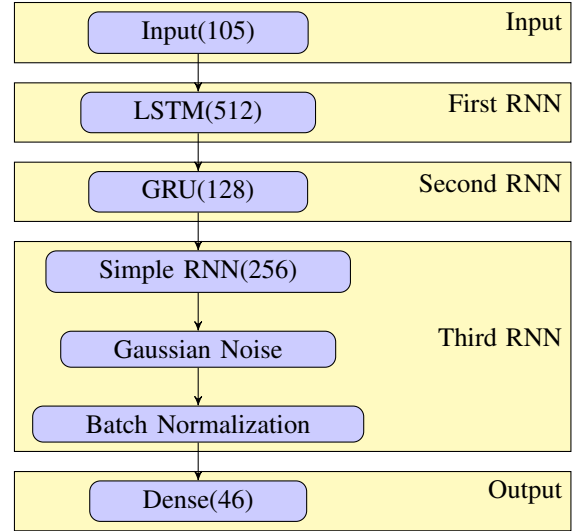 Input(105)
Input
LSTM(512)
First RNN
GRU(128)
Second RNN
Simple RNN(256)
Gaussian Noise
Third RNN
Batch Normalization
Dense(46)
Output